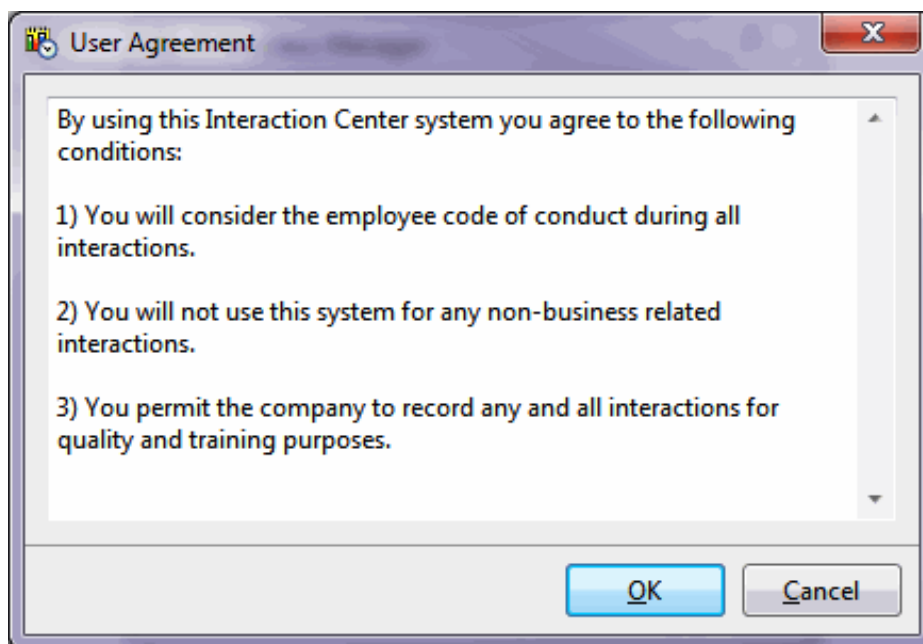 User Agreement
By using this Interaction Center system you agree to the following
conditions:
1) You will consider the employee code of conduct during all
interactions.
2) You will not use this system for any non-business related
interactions.
3) You permit the company to record any and all interactions for
quality and training purposes.
OK
Cancel